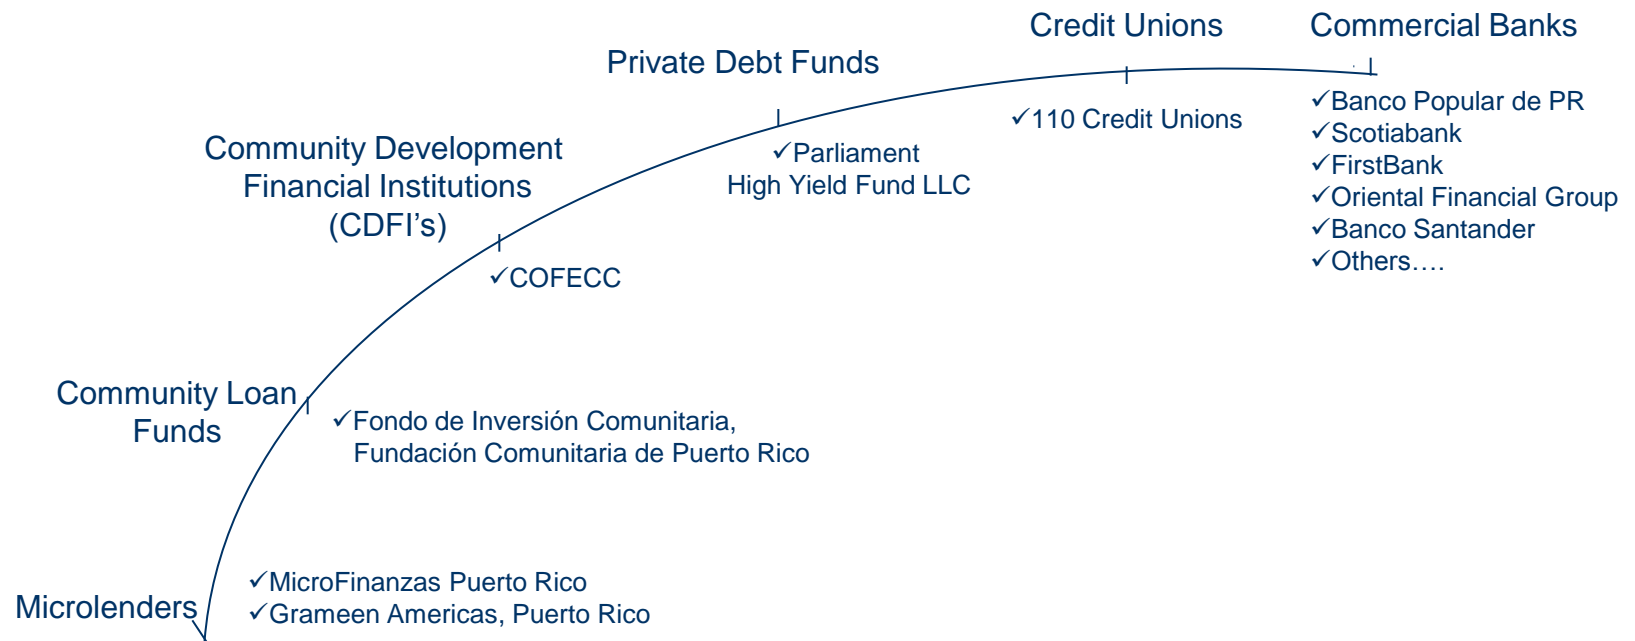 Credit Unions
Commercial Banks
Private Debt Funds
✓Banco Popular de PR
✓110 Credit Unions
✓Scotiabank
Community Development
Financial Institutions
(CDFI's)
✓Parliament
High Yield Fund LLC
✓FirstBank
✓Oriental Financial Group
✓Banco Santander
✓Others….
✓COFECC
Community Loan
Funds
✓Fondo de Inversión Comunitaria,
Fundación Comunitaria de Puerto Rico
Microlenders
✓MicroFinanzas Puerto Rico
✓Grameen Americas, Puerto Rico